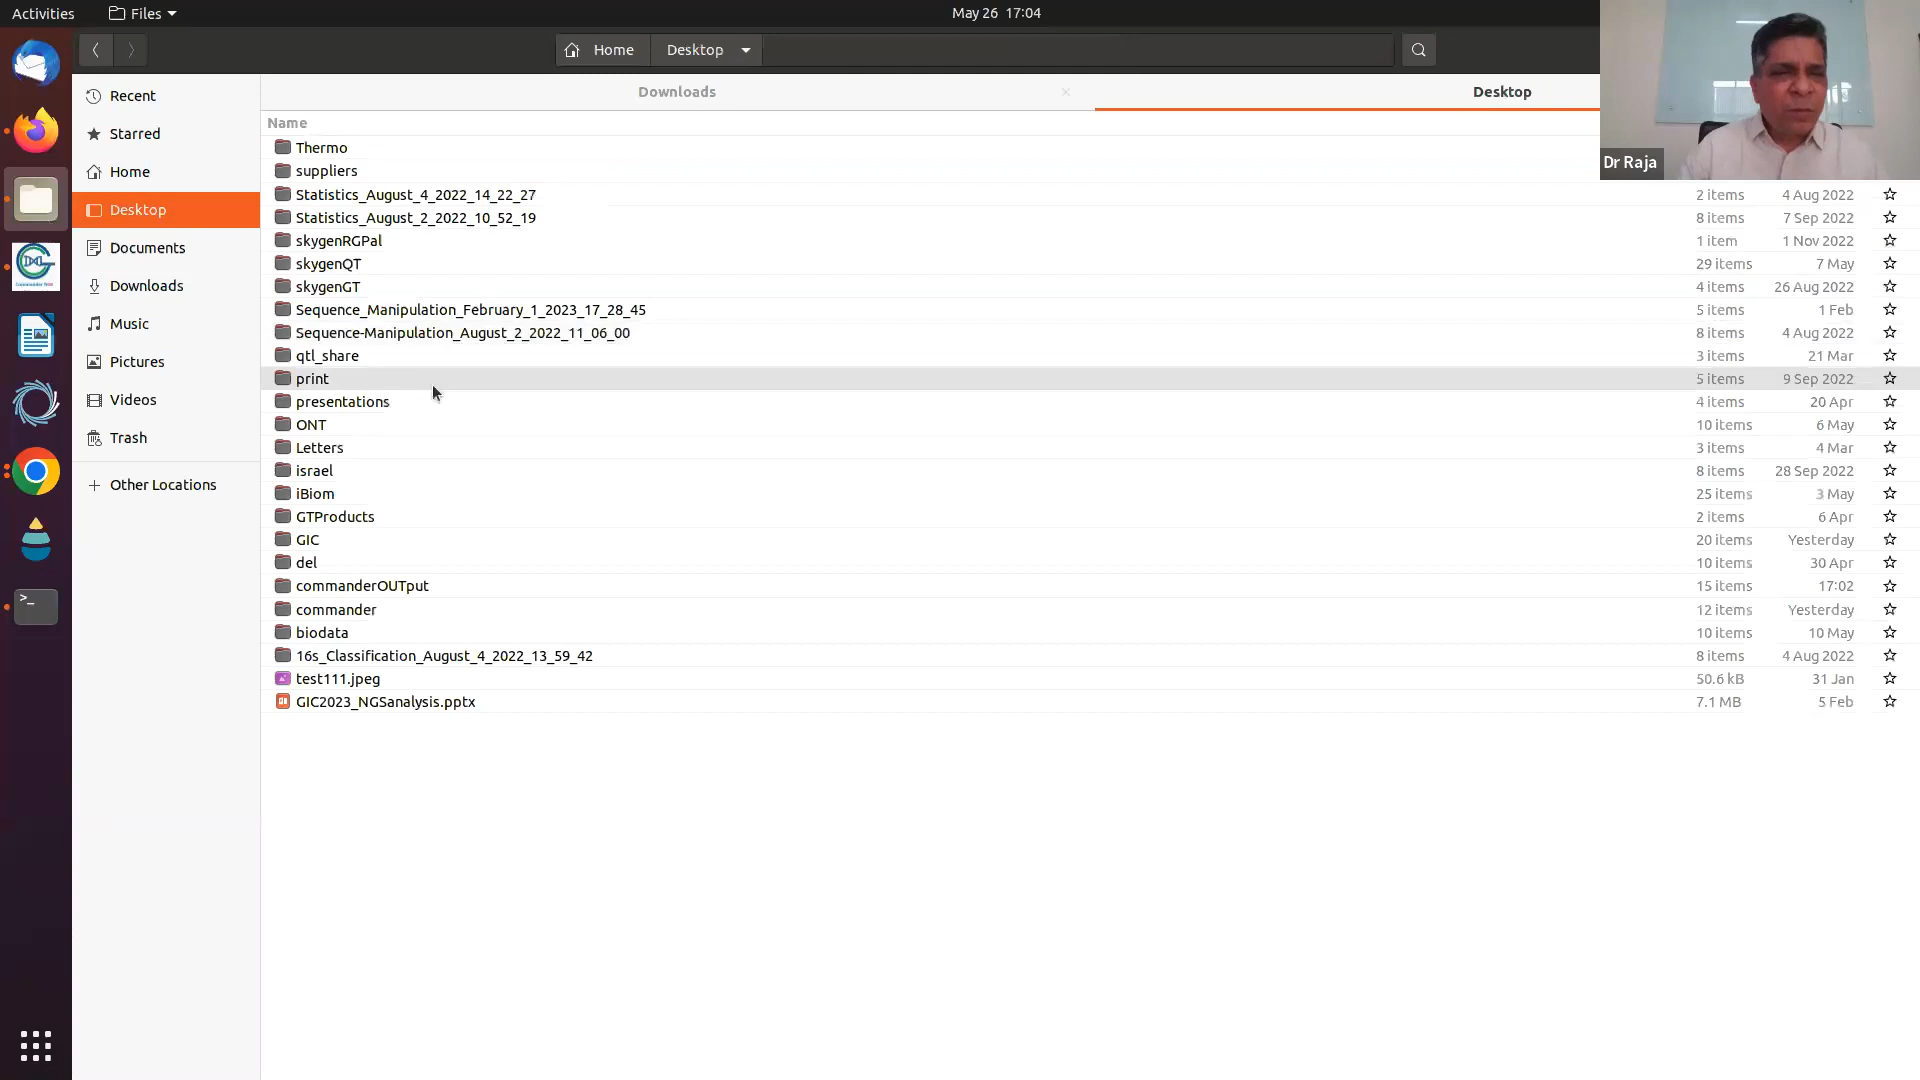 Activities Files May 26 17:04
Home Desktop
Dr Raja
Recent
Starred
Home
Desktop
Documents
Downloads
Music
Pictures
Videos
Trash
Other Locations
Downloads Desktop
Name
Thermo
suppliers
Statistics_August_4_2022_14_22_27 2 items 4 Aug 2022
Statistics_August_2_2022_10_52_19 8 items 7 Sep 2022
skygenRGPal 1 item 1 Nov 2022
skygenQT 29 items 7 May
skygenGT 4 items 26 Aug 2022
Sequence_Manipulation_February_1_2023_17_28_45 5 items 1 Feb
Sequence-Manipulation_August_2_2022_11_06_00 8 items 4 Aug 2022
qtl_share 3 items 21 Mar
print 5 items 9 Sep 2022
presentations 4 items 20 Apr
ONT 10 items 6 May
Letters 3 items 4 Mar
israel 8 items 28 Sep 2022
iBiom 25 items 3 May
GTProducts 2 items 6 Apr
GIC 20 items Yesterday
del 10 items 30 Apr
commanderOUTput 15 items 17:02
commander 12 items Yesterday
biodata 10 items 10 May
16s_Classification_August_4_2022_13_59_42 8 items 4 Aug 2022
test111.jpeg 50.6 kB 31 Jan
GIC2023_NGSanalysis.pptx 7.1 MB 5 Feb